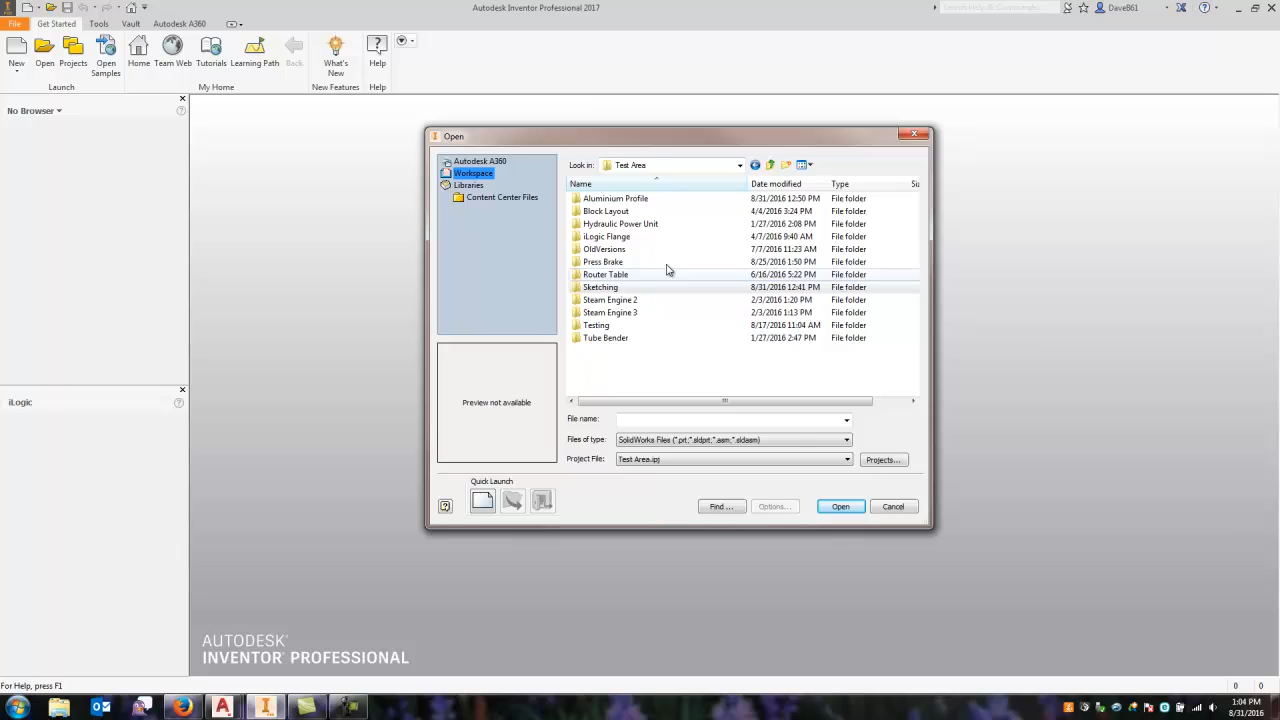 Autodesk Inventor Professional 2017
DaveB61
File
Get Started
Tools
Vault
Autodesk A360
New
Open
Projects
Open Samples
Home
Team Web
Tutorials
Learning Path
Back
What's New
Help
Launch
My Home
New Features
Help
No Browser
iLogic
Open
Autodesk A360
Workspace
Libraries
Content Center Files
Preview not available
Look in:
Test Area
Name Date modified Type
Aluminium Profile 8/31/2016 12:50 PM File folder
Block Layout 4/4/2016 3:24 PM File folder
Hydraulic Power Unit 1/27/2016 2:08 PM File folder
iLogic Flange 4/7/2016 9:40 AM File folder
OldVersions 7/7/2016 11:23 AM File folder
Press Brake 8/25/2016 1:50 PM File folder
Router Table 6/16/2016 5:22 PM File folder
Sketching 8/31/2016 12:41 PM File folder
Steam Engine 2 2/3/2016 1:20 PM File folder
Steam Engine 3 2/3/2016 1:13 PM File folder
Testing 8/17/2016 11:04 AM File folder
Tube Bender 1/27/2016 2:47 PM File folder
File name:
Files of type: SolidWorks Files (*.prt;*.sldprt;*.asm;*.sldasm)
Project File: Test Area.ipj Projects...
Quick Launch
Find ... Options... Open Cancel
AUTODESK®
INVENTOR® PROFESSIONAL
For Help, press F1
0 0
1:04 PM
8/31/2016